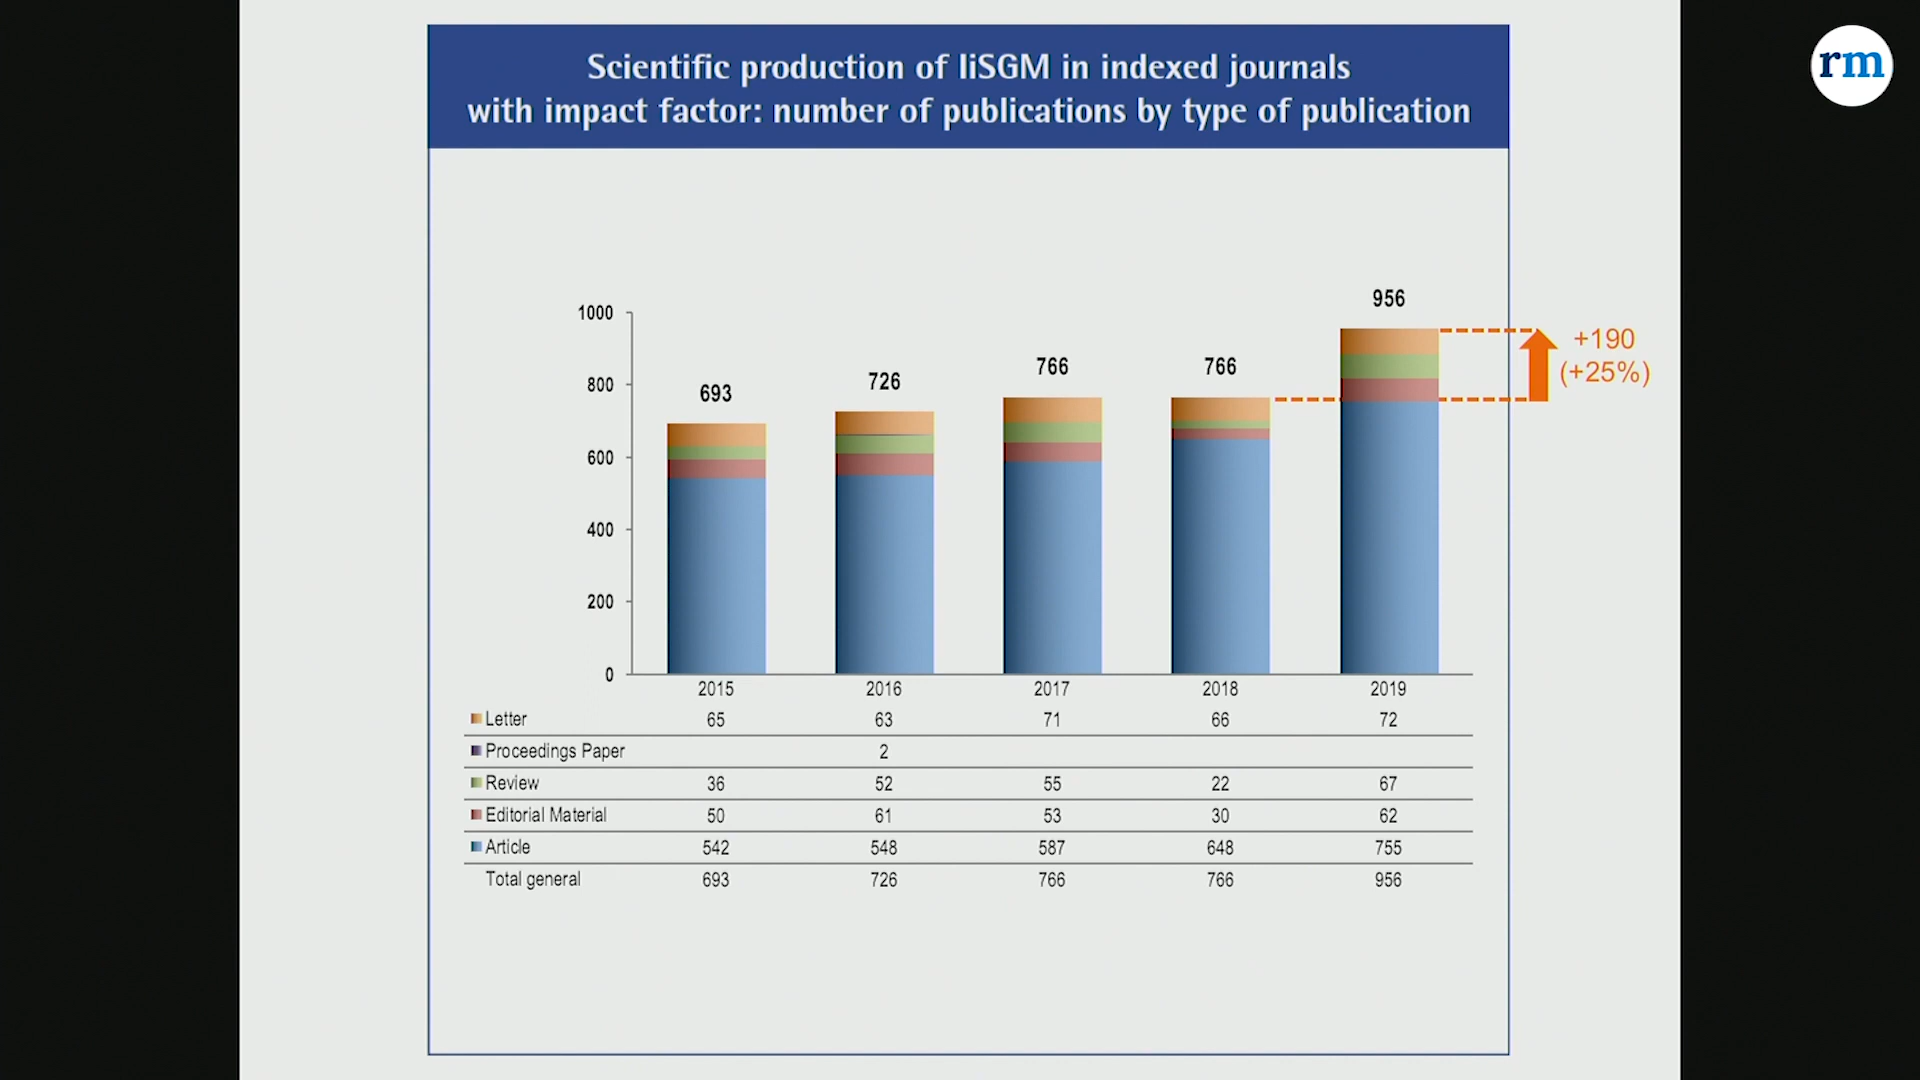 rm
Scientific production of IiSGM in indexed journals
with impact factor: number of publications by type of publication
956
1000
+190
766
766
(+25%)
726
800
693
600
400
200
0
2015 2016 2017 2018 2019
Letter 65 63 71 66 72
Proceedings Paper 2
Review 36 52 55 22 67
Editorial Material 50 61 53 30 62
Article 542 548 587 648 755
Total general 693 726 766 766 956